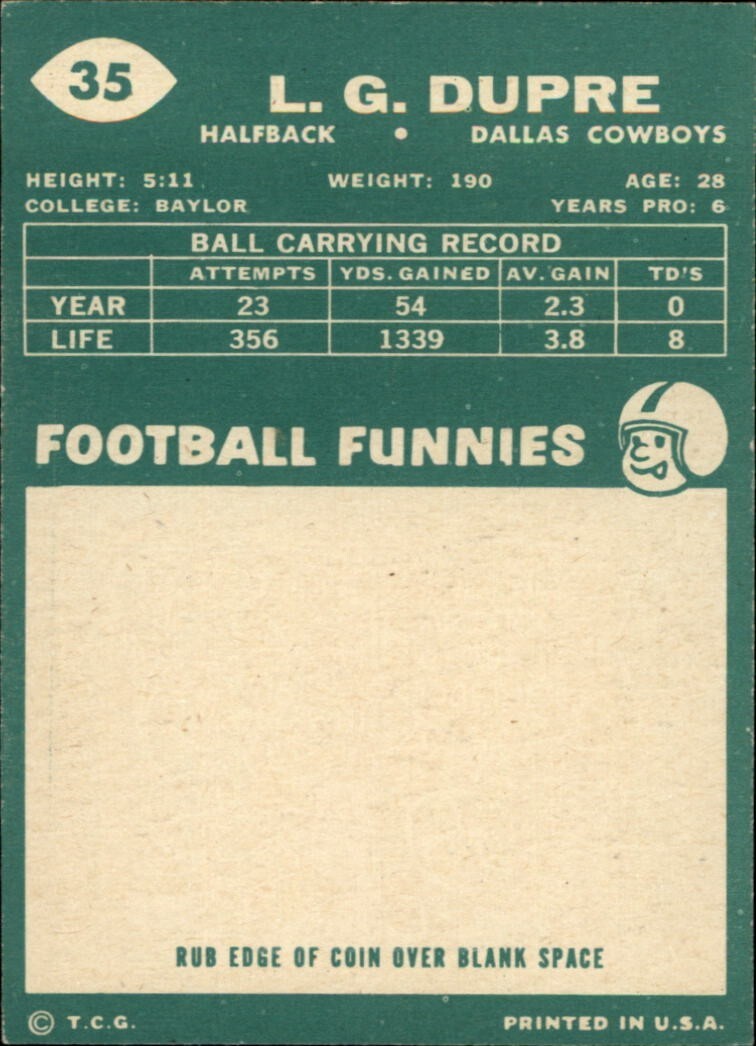 35
L. G. DUPRE
HALFBACK • DALLAS COWBOYS
HEIGHT: 5:11 WEIGHT: 190 AGE: 28
COLLEGE: BAYLOR YEARS PRO: 6
BALL CARRYING RECORD
ATTEMPTS YDS. GAINED AV. GAIN TD'S
YEAR 23 54 2.3 0
LIFE 356 1339 3.8 8
FOOTBALL FUNNIES
RUB EDGE OF COIN OVER BLANK SPACE
© T.C.G. PRINTED IN U.S.A.